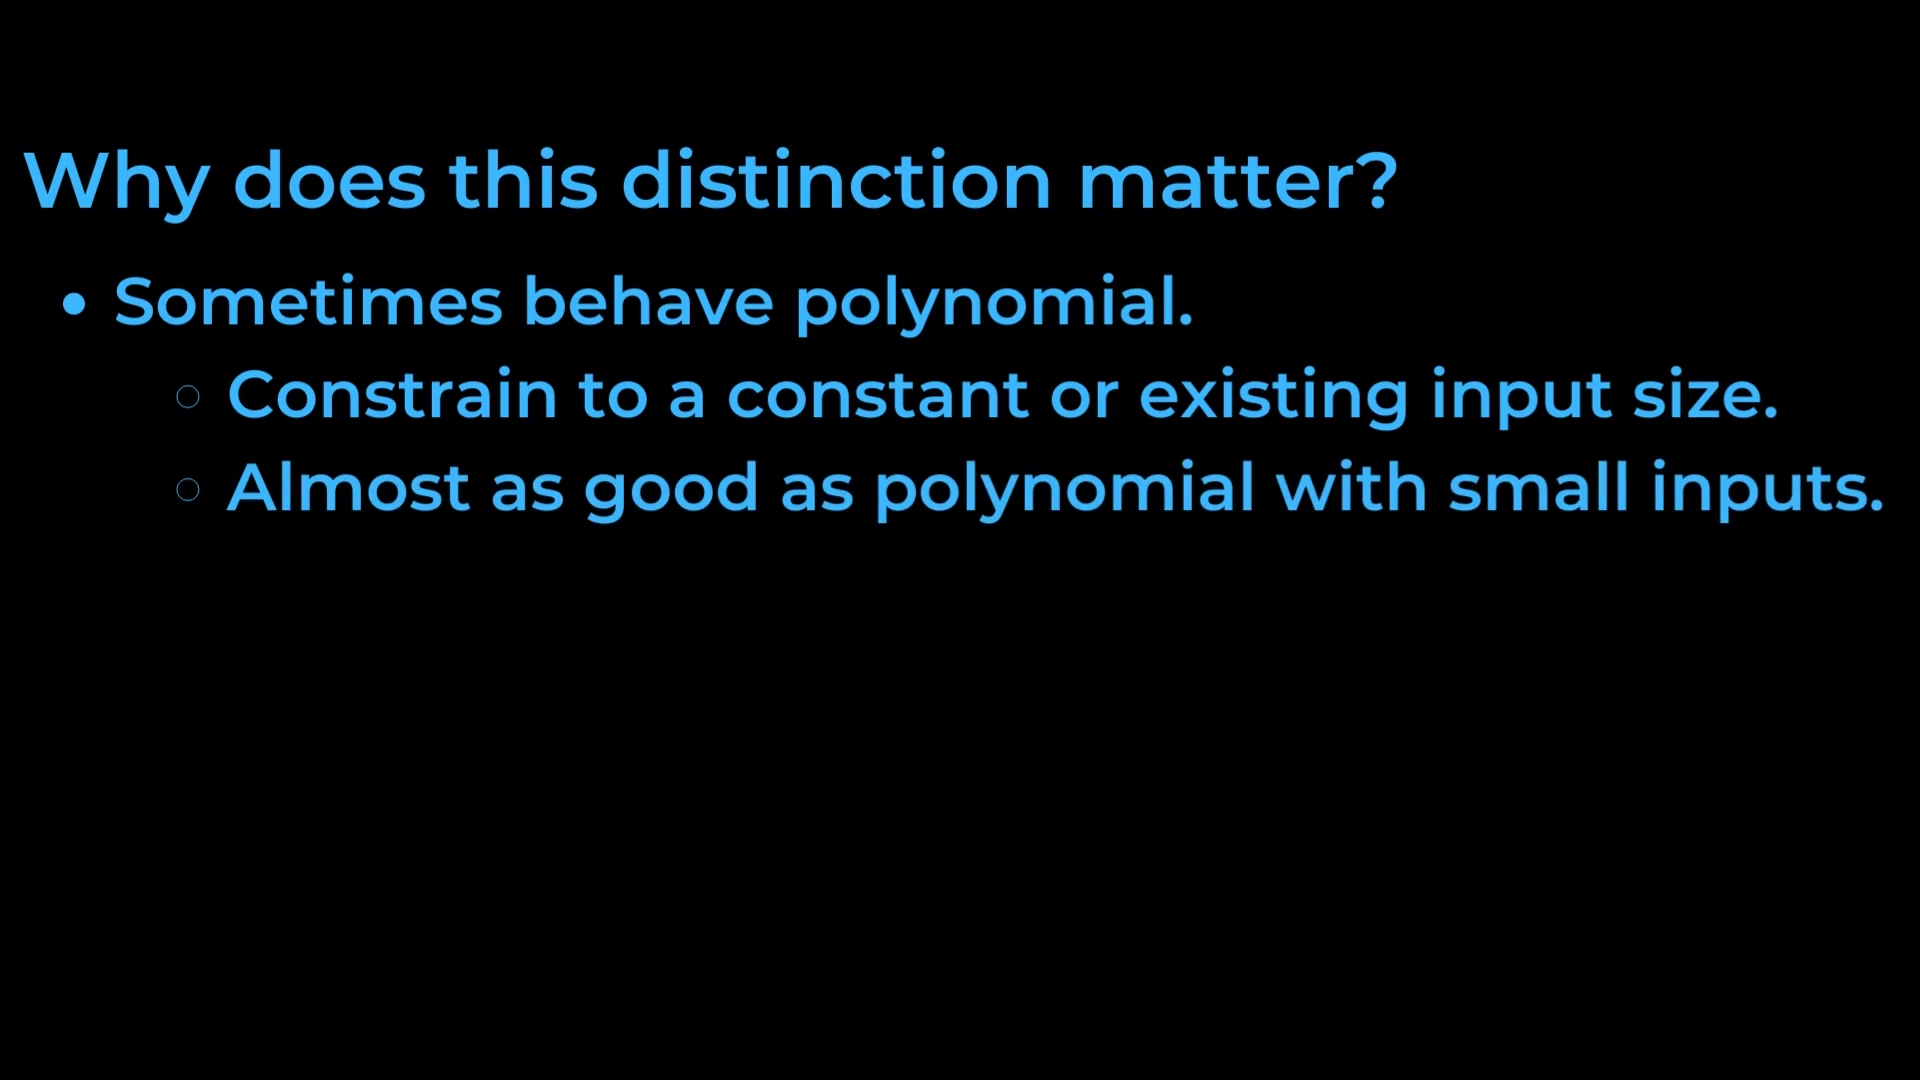 Why does this distinction matter?
• Sometimes behave polynomial.
○ Constrain to a constant or existing input size.
○ Almost as good as polynomial with small inputs.